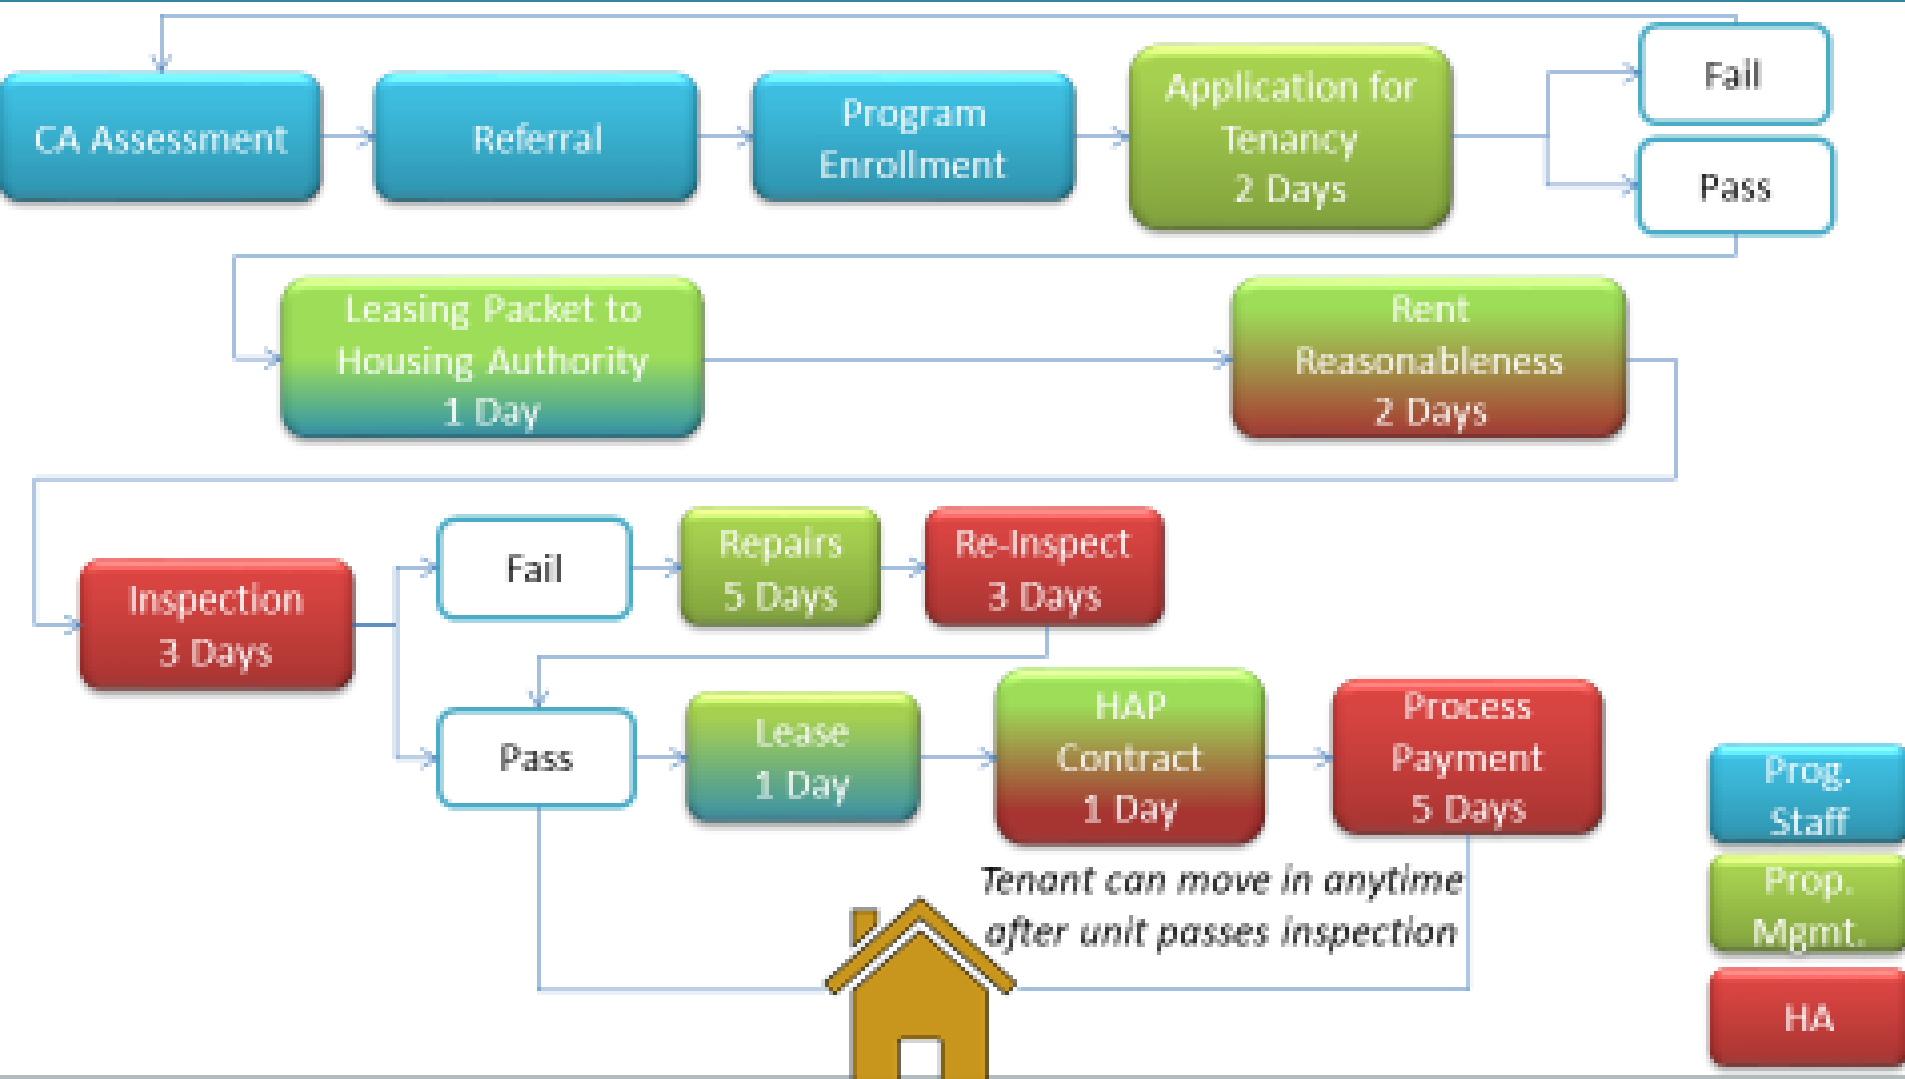 CA Assessment
Referral
Program
Enrollment
Application for
Tenancy
2 Days
Fail
Pass
Leasing Packet to
Housing Authority
1 Day
Rent
Reasonableness
2 Days
Inspection
3 Days
Fail
Repairs
5 Days
Re-Inspect
3 Days
Pass
Lease
1 Day
HAP
Contract
1 Day
Process
Payment
5 Days
Tenant can move in anytime
after unit passes inspection
Prog.
Staff
Prop.
Mgmt.
HA